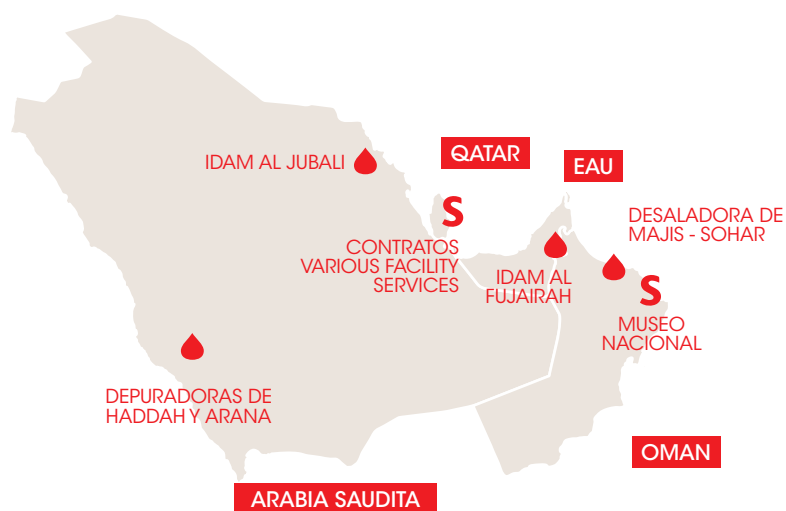 QATAR
EAU
IDAM AL JUBALI
S
DESALADORA DE
MAJIS - SOHAR
CONTRATOS
VARIOUS FACILITY
SERVICES
IDAM AL
FUJAIRAH
S
MUSEO
NACIONAL
DEPURADORAS DE
HADDAH Y ARANA
OMAN
ARABIA SAUDITA